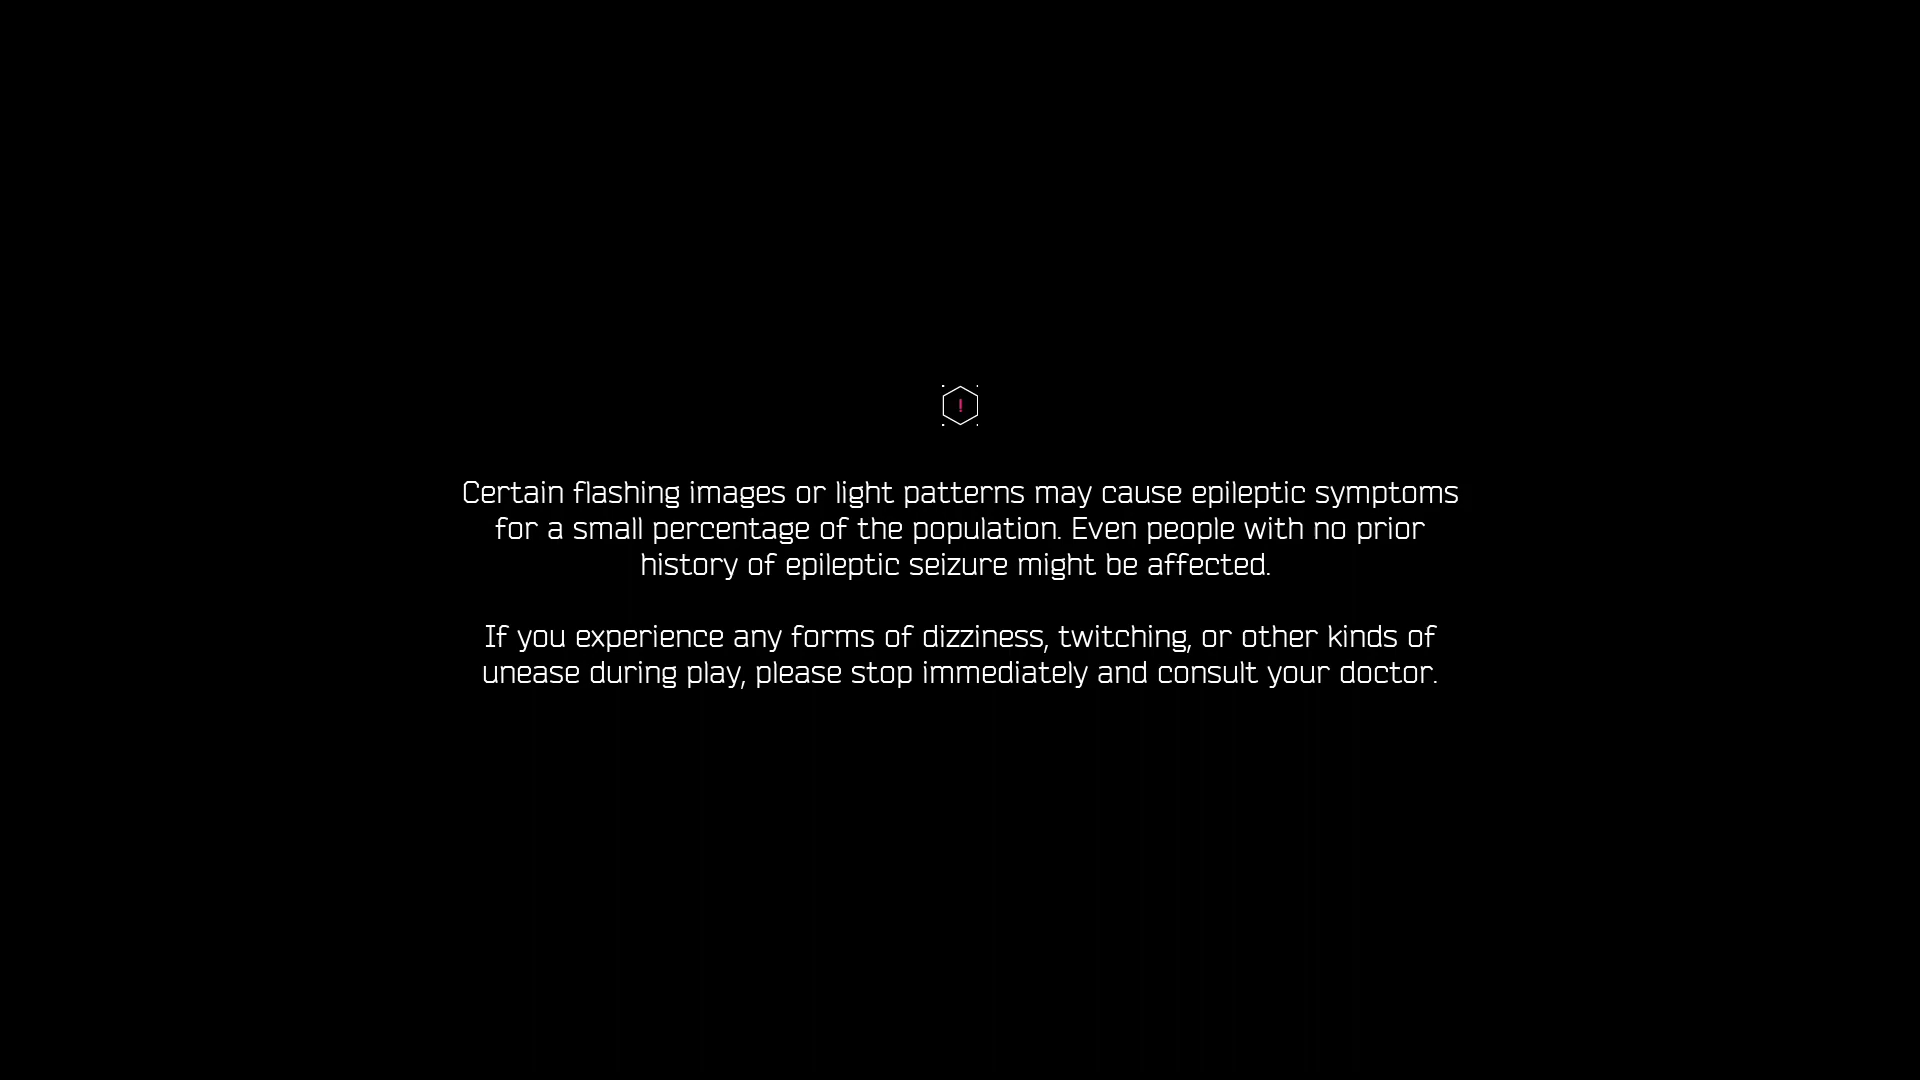 !
Certain flashing images or light patterns may cause epileptic symptoms
for a small percentage of the population. Even people with no prior
history of epileptic seizure might be affected.
If you experience any forms of dizziness, twitching, or other kinds of
unease during play, please stop immediately and consult your doctor.